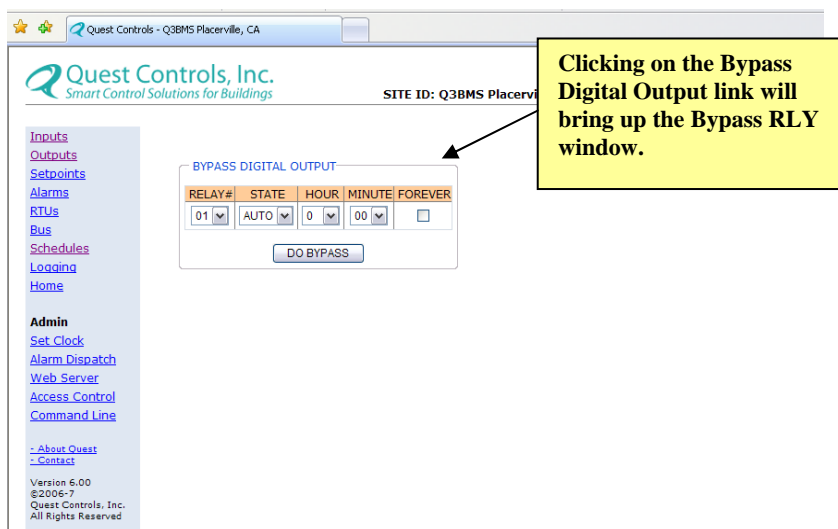 Quest Controls - Q3BMS Placerville, CA
Quest Controls, Inc.
Smart Control Solutions for Buildings
SITE ID: Q3BMS Placervi
Clicking on the Bypass
Digital Output link will
bring up the Bypass RLY
window.
Inputs
Outputs
Setpoints
Alarms
RTUs
Bus
Schedules
Logging
Home
BYPASS DIGITAL OUTPUT
RELAY# STATE HOUR MINUTE FOREVER
01 AUTO 0 00
DO BYPASS
Admin
Set Clock
Alarm Dispatch
Web Server
Access Control
Command Line
- About Quest
- Contact
Version 6.00
©2006-7
Quest Controls, Inc.
All Rights Reserved